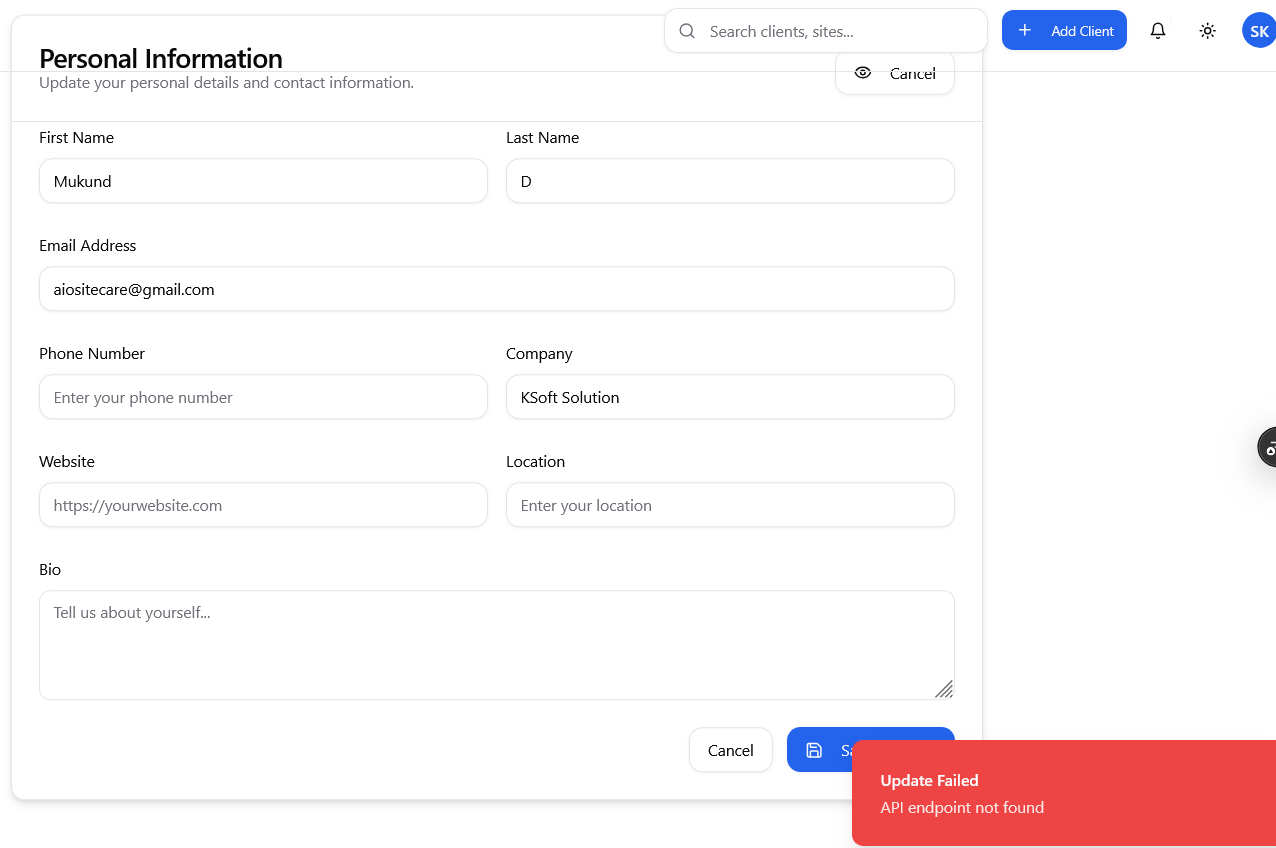 Search clients, sites...
Add Client
SK
Personal Information
Update your personal details and contact information.
Cancel
First Name
Last Name
Mukund
D
Email Address
aiositecare@gmail.com
Phone Number
Company
Enter your phone number
KSoft Solution
Website
Location
https://yourwebsite.com
Enter your location
Bio
Tell us about yourself...
Cancel
Update Failed
API endpoint not found